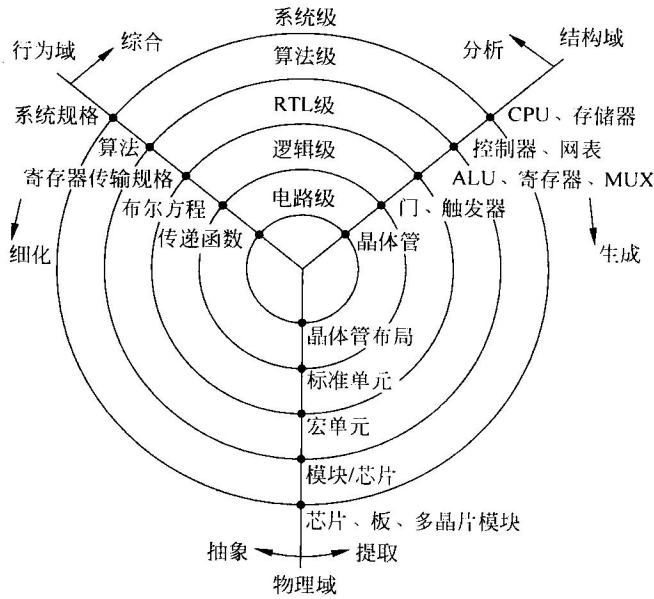 系统级
行为域
综合
分析
结构域
算法级
系统规格
CPU、存储器
RTL级
算法
控制器、网表
逻辑级
寄存器传输规格
ALU、寄存器、MUX
电路级
布尔方程
门、触发器
传递函数
晶体管
细化
生成
晶体管布局
标准单元
宏单元
模块/芯片
芯片、板、多晶片模块
抽象
提取
物理域